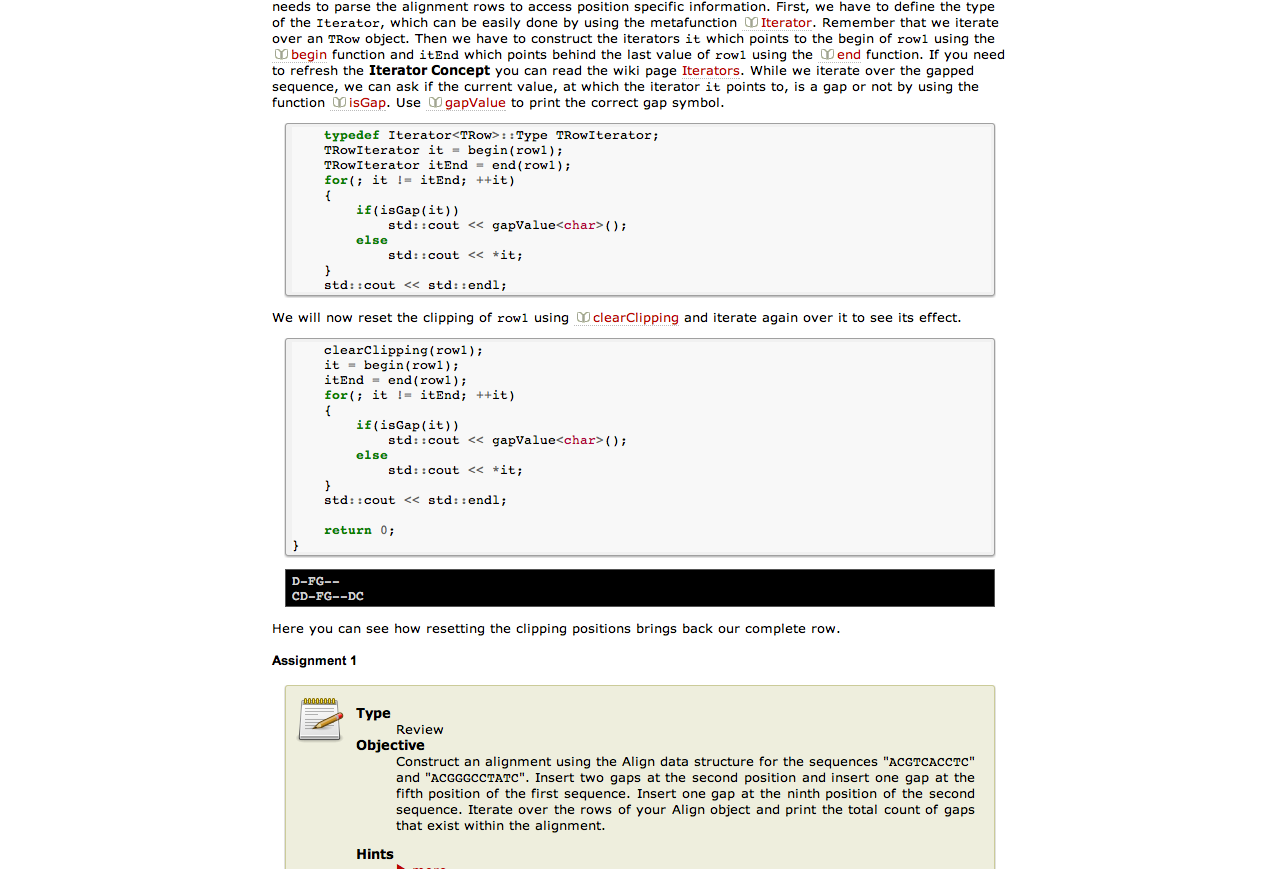 needs to parse the alignment rows to access position specific information. First, we have to define the type
of the Iterator, which can be easily done by using the metafunction Iterator. Remember that we iterate
over an TRow object. Then we have to construct the iterators it which points to the begin of row1 using the
begin function and itEnd which points behind the last value of row1 using the end function. If you need
to refresh the Iterator Concept you can read the wiki page Iterators. While we iterate over the gapped
sequence, we can ask if the current value, at which the iterator it points to, is a gap or not by using the
function isGap. Use gapValue to print the correct gap symbol.
typedef Iterator<TRow>::Type TRowIterator;
TRowIterator it = begin(row1);
TRowIterator itEnd = end(row1);
for(; it != itEnd; ++it)
{
if(isGap(it))
std::cout << gapValue<char>();
else
std::cout << *it;
}
std::cout << std::endl;
We will now reset the clipping of row1 using clearClipping and iterate again over it to see its effect.
clearClipping(row1);
it = begin(row1);
itEnd = end(row1);
for(; it != itEnd; ++it)
{
if(isGap(it))
std::cout << gapValue<char>();
else
std::cout << *it;
}
std::cout << std::endl;
return 0;
}
D-FG--
CD-FG--DC
Here you can see how resetting the clipping positions brings back our complete row.
Assignment 1
Type
Review
Objective
Construct an alignment using the Align data structure for the sequences "ACGTCACCTC"
and "ACGGGCCTATC". Insert two gaps at the second position and insert one gap at the
fifth position of the first sequence. Insert one gap at the ninth position of the second
sequence. Iterate over the rows of your Align object and print the total count of gaps
that exist within the alignment.
Hints